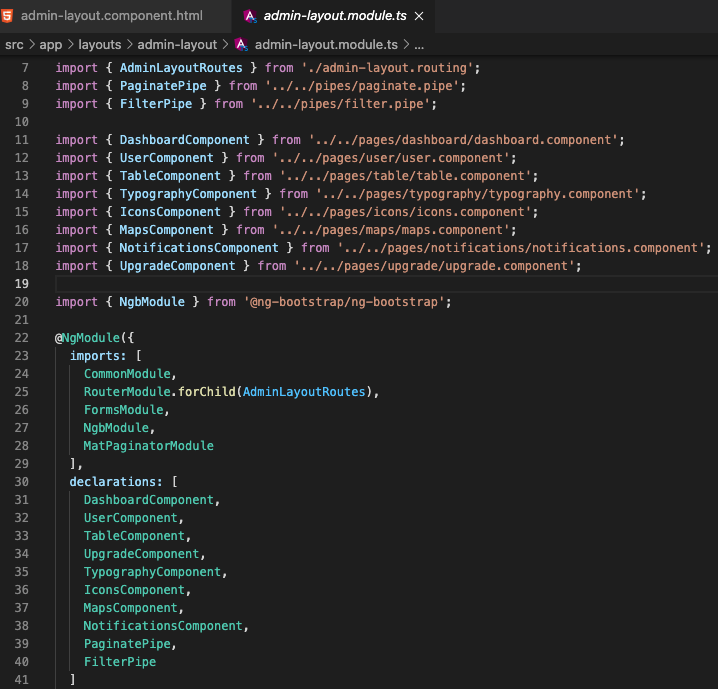 admin-layout.component.html admin-layout.module.ts ×
src > app > layouts > admin-layout > admin-layout.module.ts > ...
7 import { AdminLayoutRoutes } from './admin-layout.routing';
8 import { PaginatePipe } from '../../pipes/paginate.pipe';
9 import { FilterPipe } from '../../pipes/filter.pipe';
10
11 import { DashboardComponent } from '../../pages/dashboard/dashboard.component';
12 import { UserComponent } from '../../pages/user/user.component';
13 import { TableComponent } from '../../pages/table/table.component';
14 import { TypographyComponent } from '../../pages/typography/typography.component';
15 import { IconsComponent } from '../../pages/icons/icons.component';
16 import { MapsComponent } from '../../pages/maps/maps.component';
17 import { NotificationsComponent } from '../../pages/notifications/notifications.component';
18 import { UpgradeComponent } from '../../pages/upgrade/upgrade.component';
19
20 import { NgbModule } from '@ng-bootstrap/ng-bootstrap';
21
22 @NgModule({
23 imports: [
24 CommonModule,
25 RouterModule.forChild(AdminLayoutRoutes),
26 FormsModule,
27 NgbModule,
28 MatPaginatorModule
29 ],
30 declarations: [
31 DashboardComponent,
32 UserComponent,
33 TableComponent,
34 UpgradeComponent,
35 TypographyComponent,
36 IconsComponent,
37 MapsComponent,
38 NotificationsComponent,
39 PaginatePipe,
40 FilterPipe
41 ]